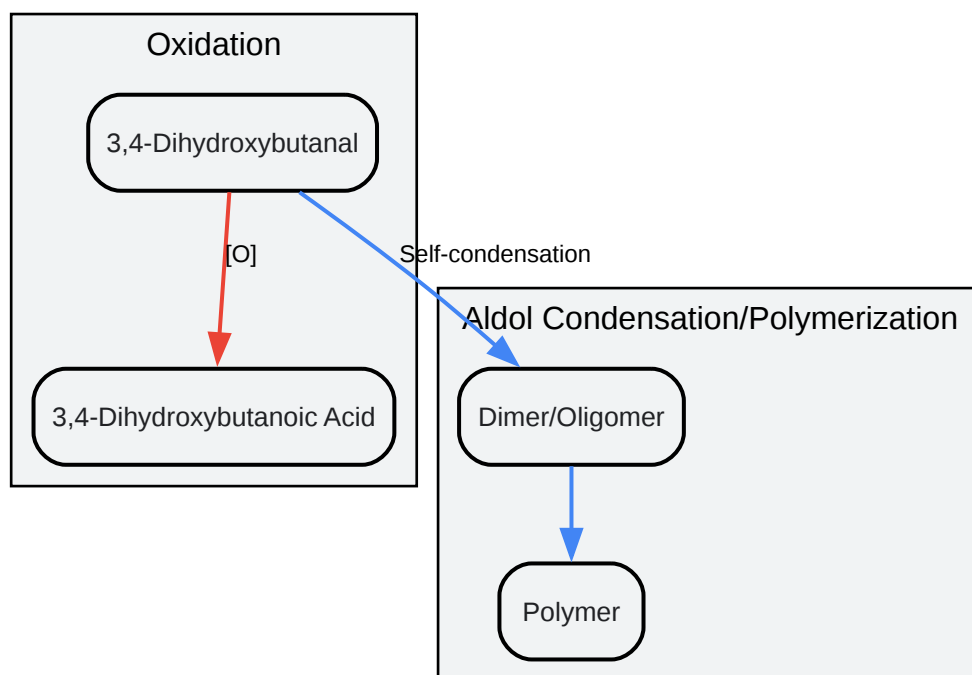 Oxidation
3,4-Dihydroxybutanal
[O]
Self-condensation
Aldol Condensation/Polymerization
3,4-Dihydroxybutanoic Acid
Dimer/Oligomer
Polymer